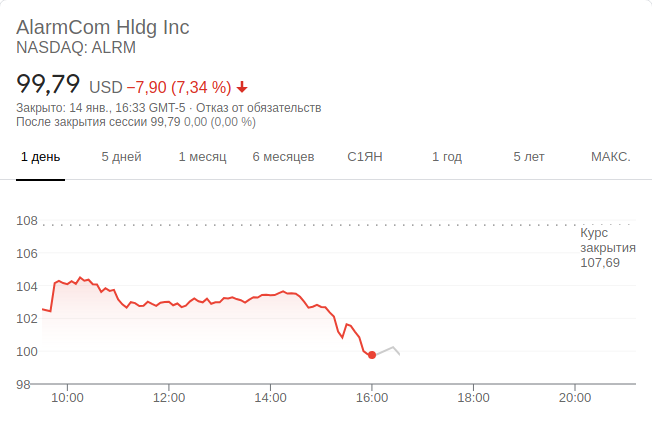 AlarmCom Hldg Inc
NASDAQ: ALRM
99,79 USD −7,90 (7,34 %)
Закрыто: 14 янв., 16:33 GMT-5 · Отказ от обязательств
После закрытия сессии 99,79 0,00 (0,00 %)
1 день 5 дней 1 месяц 6 месяцев С1ЯН 1 год 5 лет МАКС.
108
Курс
закрытия
107,69
106
104
102
100
98
10:00 12:00 14:00 16:00 18:00 20:00